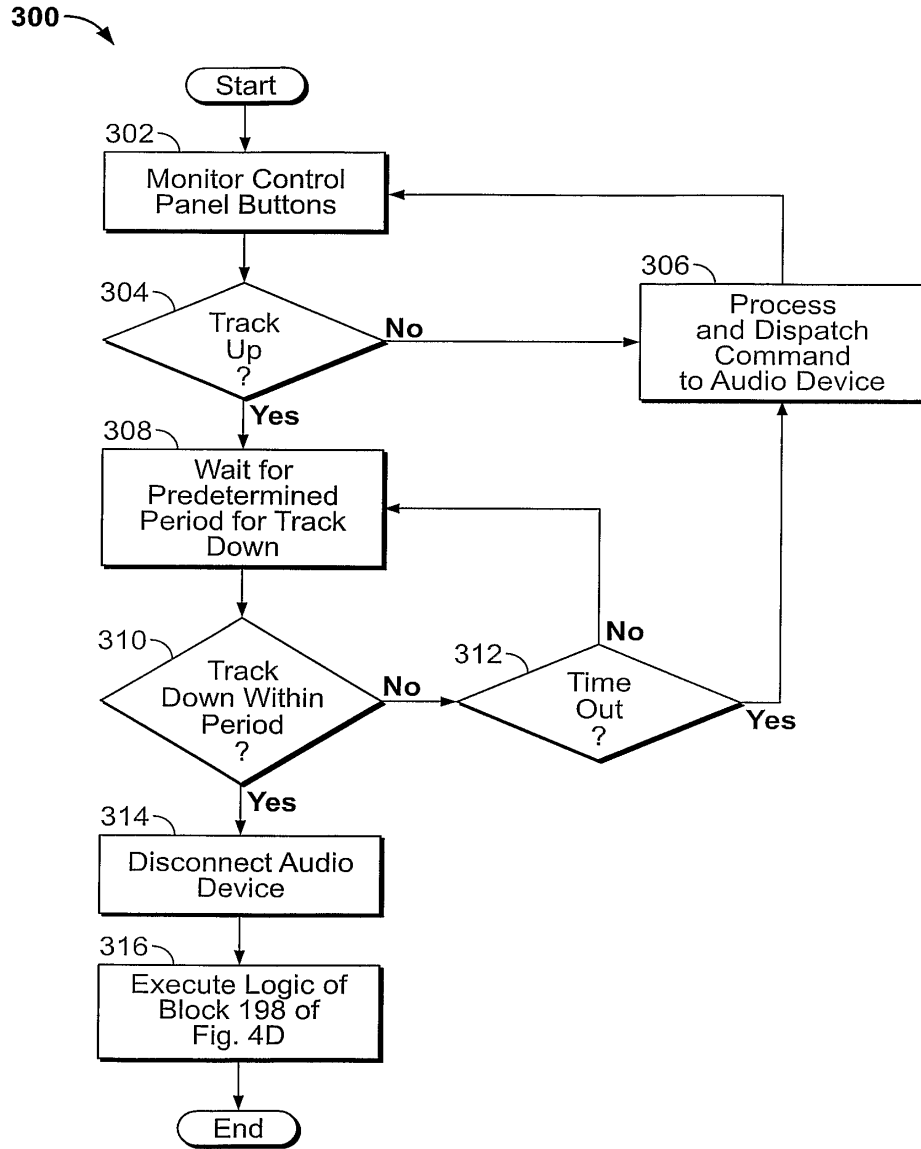 300
Start
302
Monitor Control
Panel Buttons
304
Track
Up
?
No
Yes
306
Process
and Dispatch
Command
to Audio Device
308
Wait for
Predetermined
Period for Track
Down
310
Track
Down Within
Period
?
No
Yes
312
Time
Out
?
No
Yes
314
Disconnect Audio
Device
316
Execute Logic of
Block 198 of
Fig. 4D
End